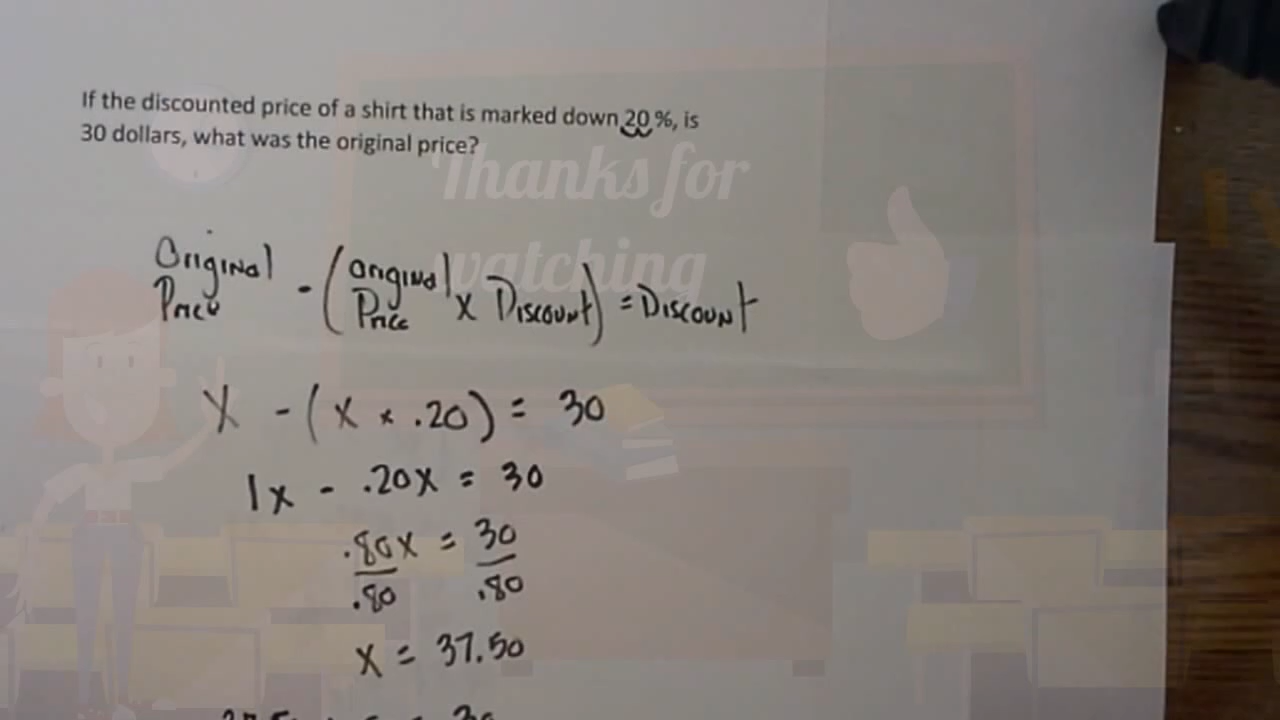 If the discounted price of a shirt that is marked down 20 %, is
30 dollars, what was the original price?
Thanks for
watching
Original Price - (Original Price x Discount) = Discount
X - (X x .20) = 30
1x - .20x = 30
.80x = 30
.80 .80
x = 37.50